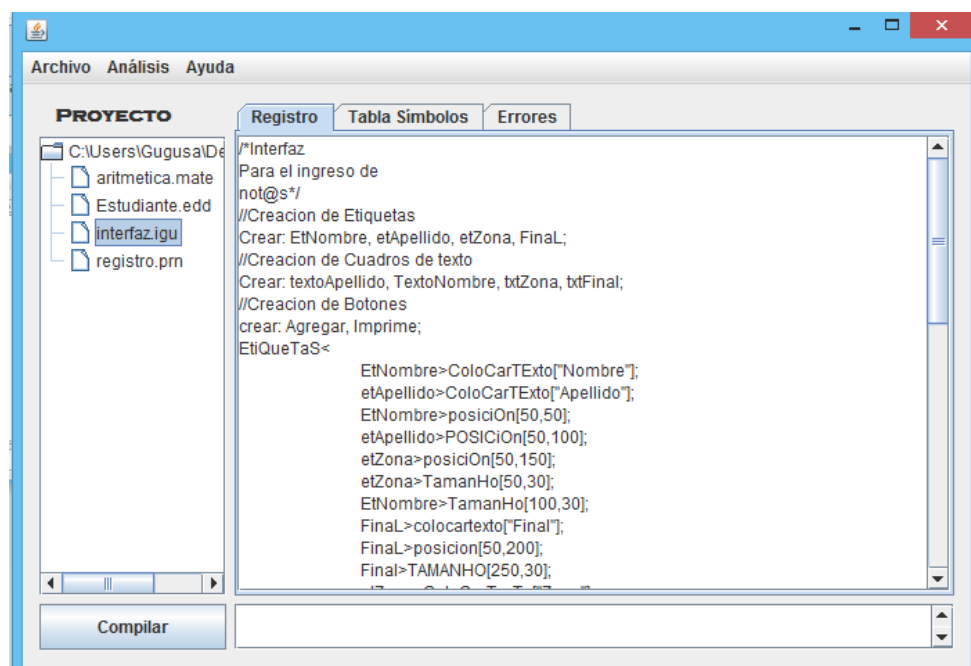 Archivo Análisis Ayuda
PROYECTO
C:\Users\Gugusa\De
aritmetica.mate
Estudiante.edd
interfaz.igu
registro.prn
Registro Tabla Símbolos Errores
/*Interfaz
Para el ingreso de
not@s*/
//Creacion de Etiquetas
Crear: EtNombre, etApellido, etZona, FinaL;
//Creacion de Cuadros de texto
Crear: textoApellido, TextoNombre, txtZona, txtFinal;
//Creacion de Botones
crear: Agregar, Imprime;
EtiQueTaS<
EtNombre>ColoCarTExto["Nombre"];
etApellido>ColoCarTExto["Apellido"];
EtNombre>posiciOn[50,50];
etApellido>POSICiOn[50,100];
etZona>posiciOn[50,150];
etZona>TamanHo[50,30];
EtNombre>TamanHo[100,30];
FinaL>colocartexto["Final"];
FinaL>posicion[50,200];
Final>TAMANHO[250,30];
Compilar